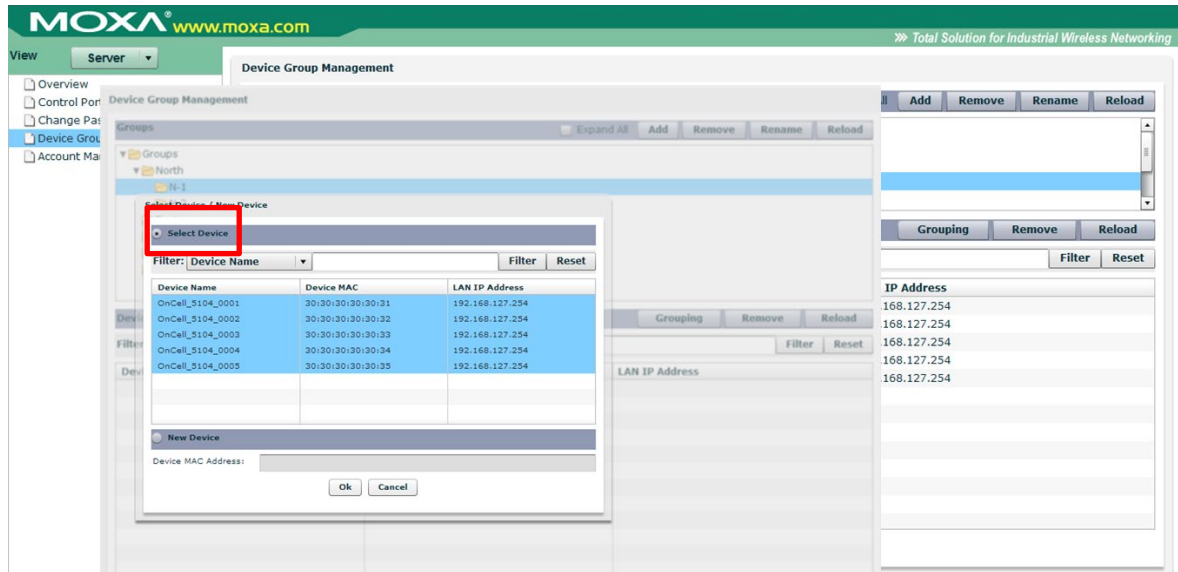 MOXA® www.moxa.com
>>> Total Solution for Industrial Wireless Networking
View Server
Overview
Control Por
Change Pas
Device Grou
Account Ma
Device Group Management
All Add Remove Rename Reload
Grouping Remove Reload
Filter Reset
IP Address
168.127.254
168.127.254
168.127.254
168.127.254
168.127.254
Device Group Management
Groups Expand All Add Remove Rename Reload
Groups
North
N-1
Grouping Remove Reload
Filter Filter Reset
Devi LAN IP Address
Select Device / New Device
Select Device
Filter: Device Name Filter Reset
Device Name Device MAC LAN IP Address
OnCell_5104_0001 30:30:30:30:30:31 192.168.127.254
OnCell_5104_0002 30:30:30:30:30:32 192.168.127.254
OnCell_5104_0003 30:30:30:30:30:33 192.168.127.254
OnCell_5104_0004 30:30:30:30:30:34 192.168.127.254
OnCell_5104_0005 30:30:30:30:30:35 192.168.127.254
New Device
Device MAC Address:
Ok Cancel